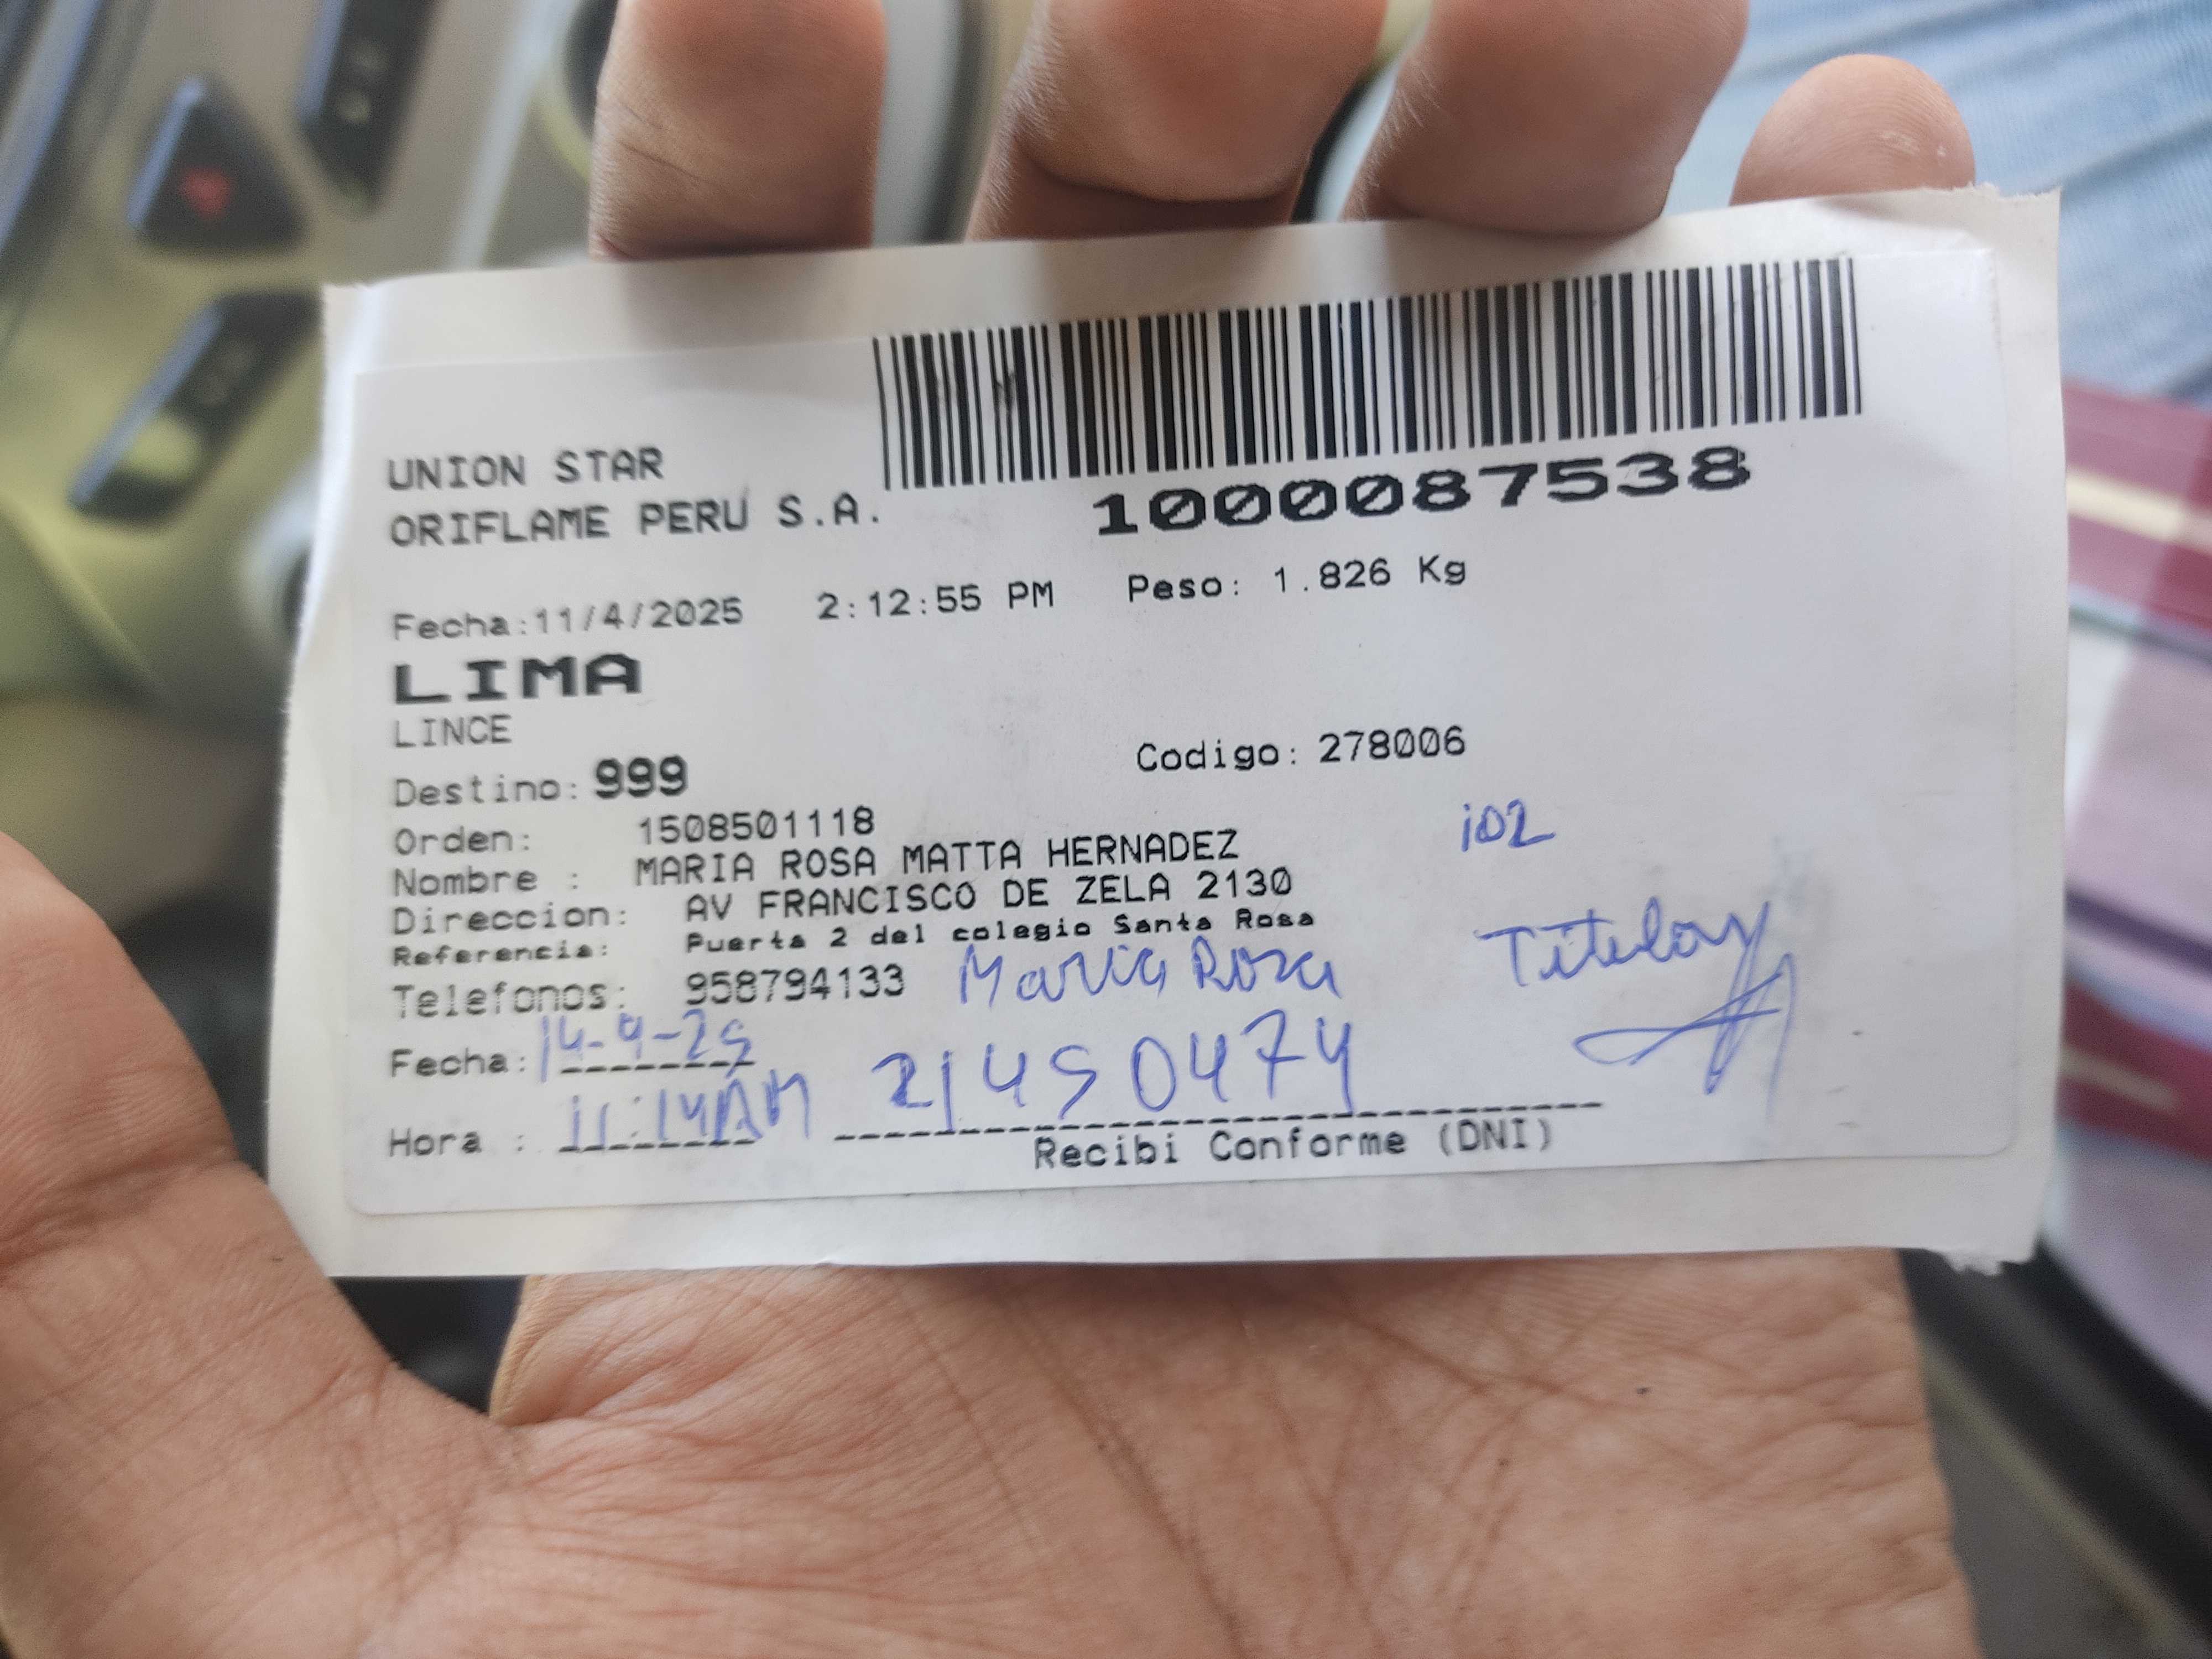 UNION STAR
ORIFLAME PERU S.A.
1000087538
Fecha:11/4/2025 2:12:55 PM Peso: 1.826 Kg
LIMA
LINCE
Destino: 999 Codigo: 278006
Orden: 1508501118
Nombre : MARIA ROSA MATTA HERNADEZ
Direccion: AV FRANCISCO DE ZELA 2130
Referencia: Puerta 2 del colegio Santa Rosa
Telefonos: 958794133 Maria Rosa Titular
Fecha: 14-4-25
Hora : 11:14AM 21450474
Recibi Conforme (DNI)